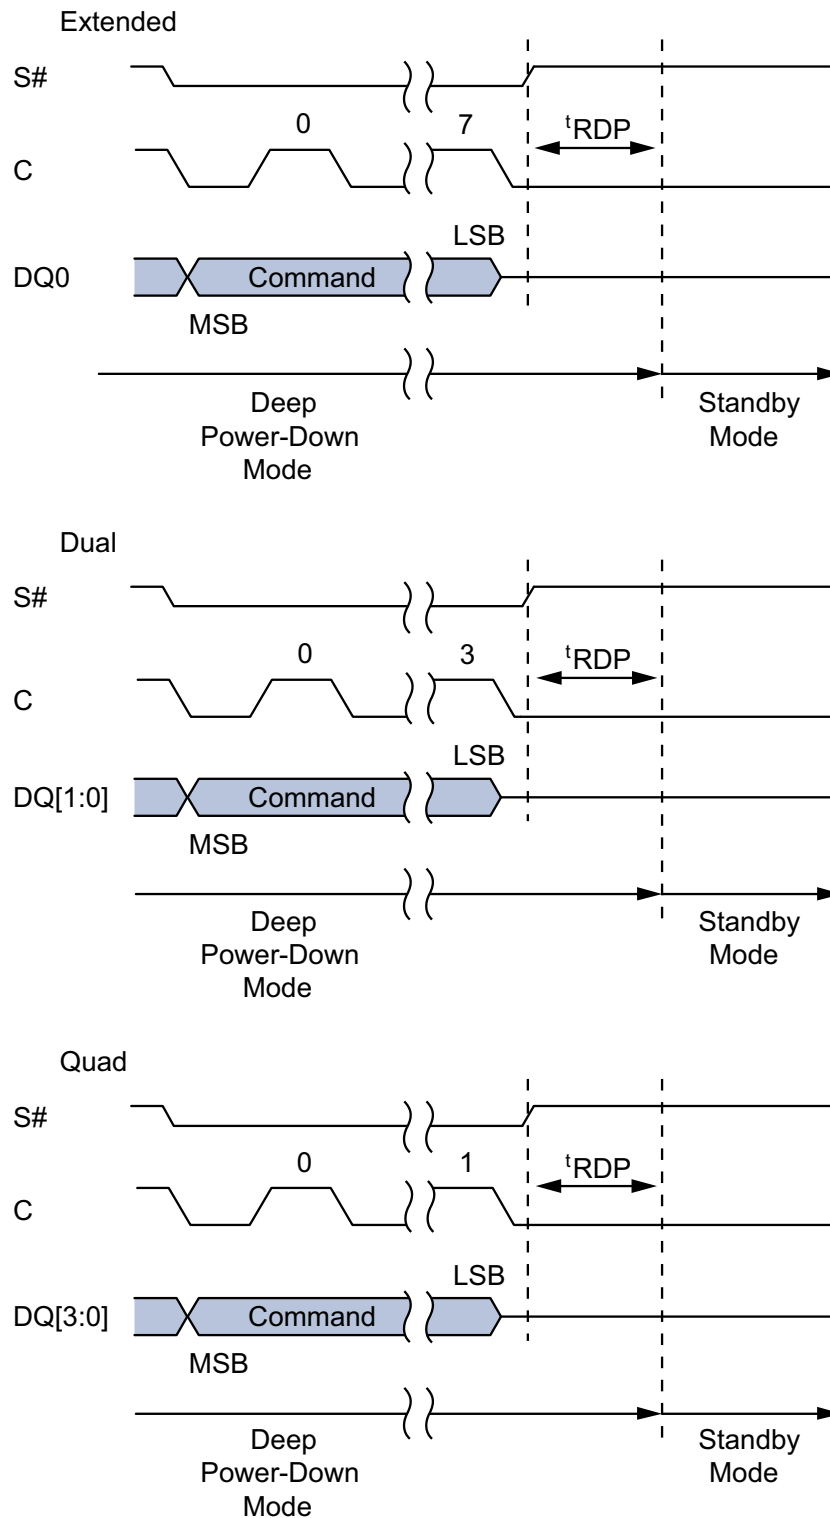 Extended
S#
0 7 tRDP
C
LSB
DQ0 Command
MSB
Deep Power-Down Mode
Standby Mode
Dual
S#
0 3 tRDP
C
LSB
DQ[1:0] Command
MSB
Deep Power-Down Mode
Standby Mode
Quad
S#
0 1 tRDP
C
LSB
DQ[3:0] Command
MSB
Deep Power-Down Mode
Standby Mode